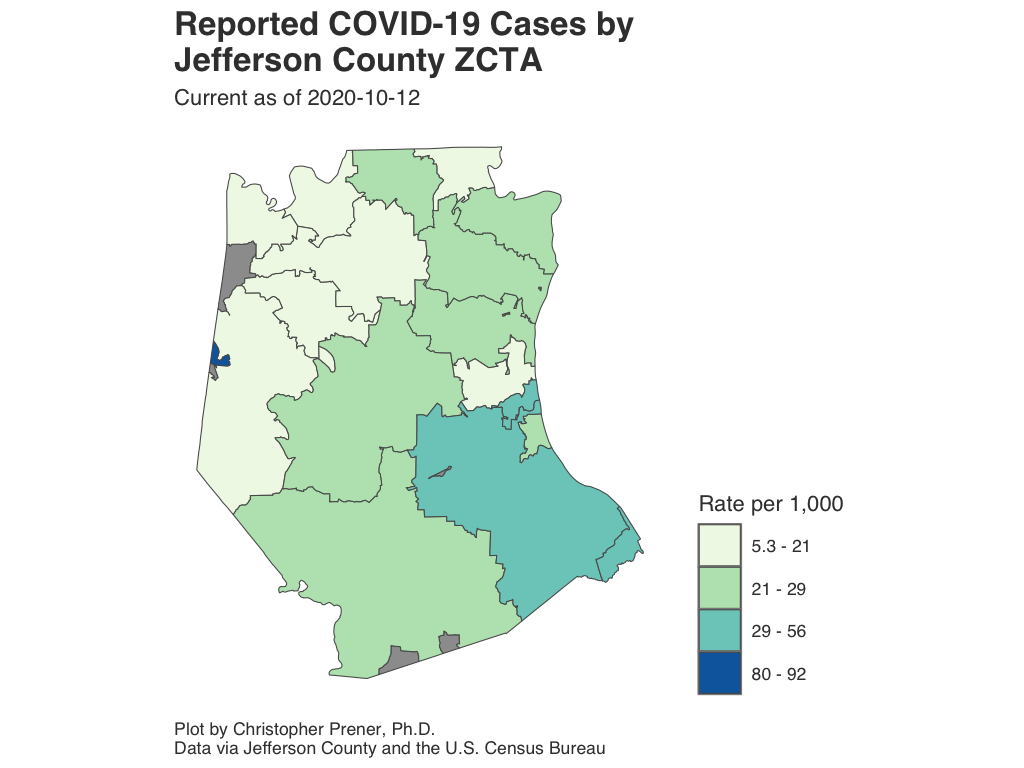 Reported COVID-19 Cases by
Jefferson County ZCTA
Current as of 2020-10-12
Rate per 1,000
5.3 - 21
21 - 29
29 - 56
80 - 92
Plot by Christopher Prener, Ph.D.
Data via Jefferson County and the U.S. Census Bureau